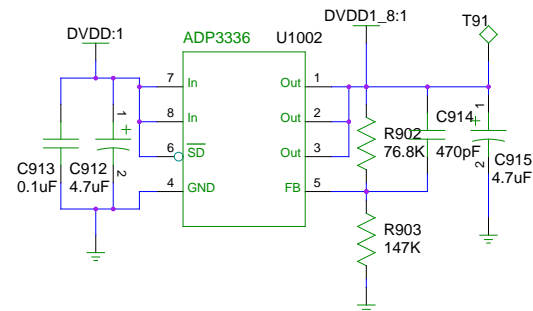 DVDD:1
ADP3336 U1002
DVDD1_8:1
T91
7 In
8 In
6 SD
4 GND
Out 1
Out 2
Out 3
FB 5
C913
0.1uF
1
+
C912
4.7uF
2
R902
76.8K
C914
470pF
1
+
C915
4.7uF
2
R903
147K